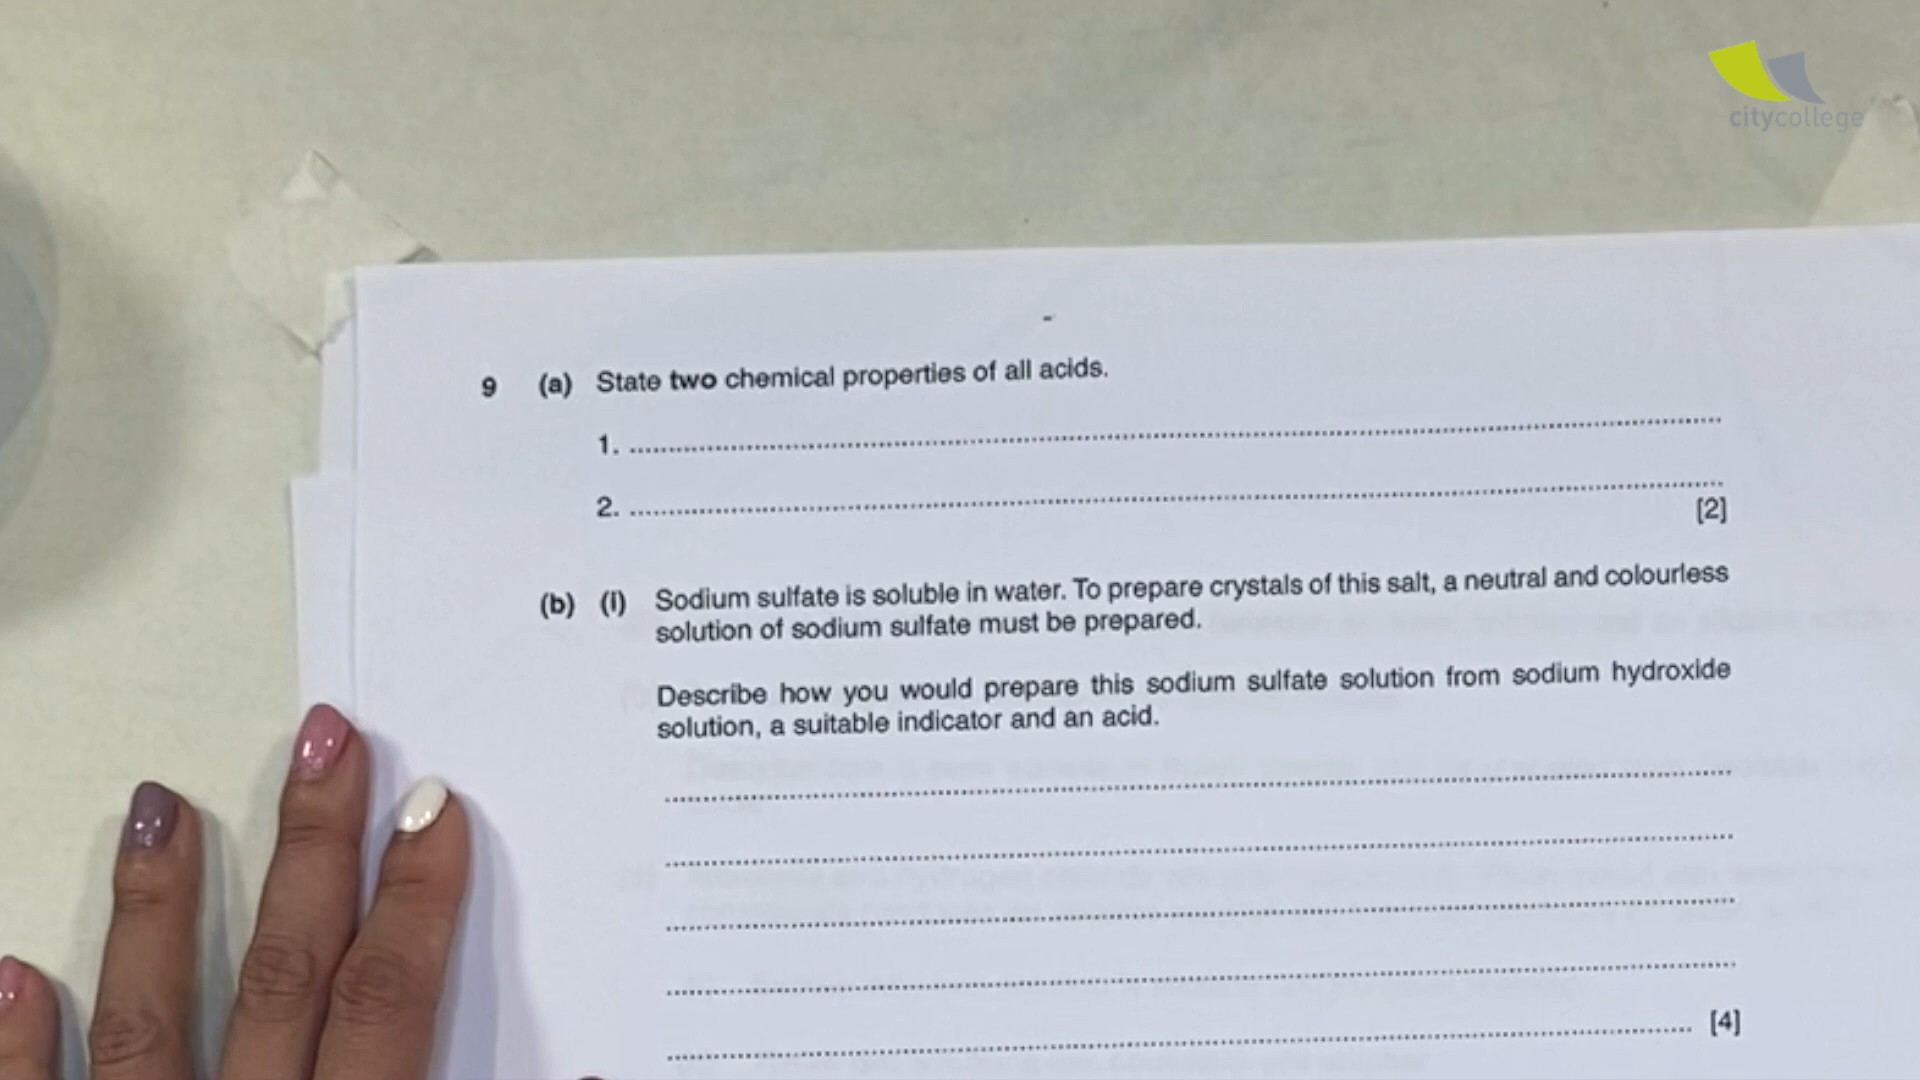 citycollege
9 (a) State two chemical properties of all acids.
1. ................................................................
2. ................................................................
[2]
(b) (i) Sodium sulfate is soluble in water. To prepare crystals of this salt, a neutral and colourless
solution of sodium sulfate must be prepared.
Describe how you would prepare this sodium sulfate solution from sodium hydroxide
solution, a suitable indicator and an acid.
................................................................
................................................................
................................................................
................................................................
................................................................ [4]